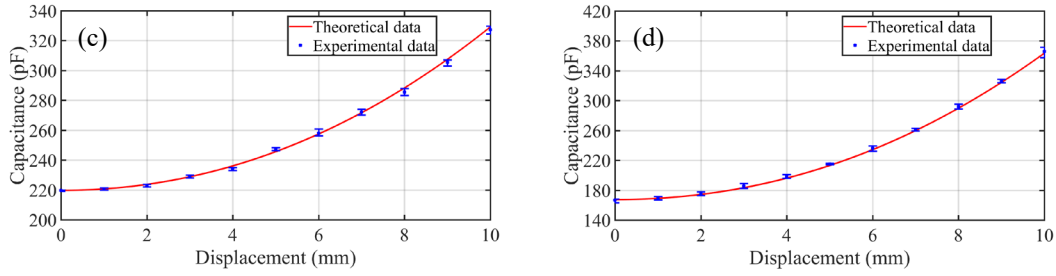 (c)
Theoretical data
Experimental data
Capacitance (pF)
340
320
300
280
260
240
220
200
0 2 4 6 8 10
Displacement (mm)
(d)
Theoretical data
Experimental data
Capacitance (pF)
420
380
340
300
260
220
180
140
0 2 4 6 8 10
Displacement (mm)